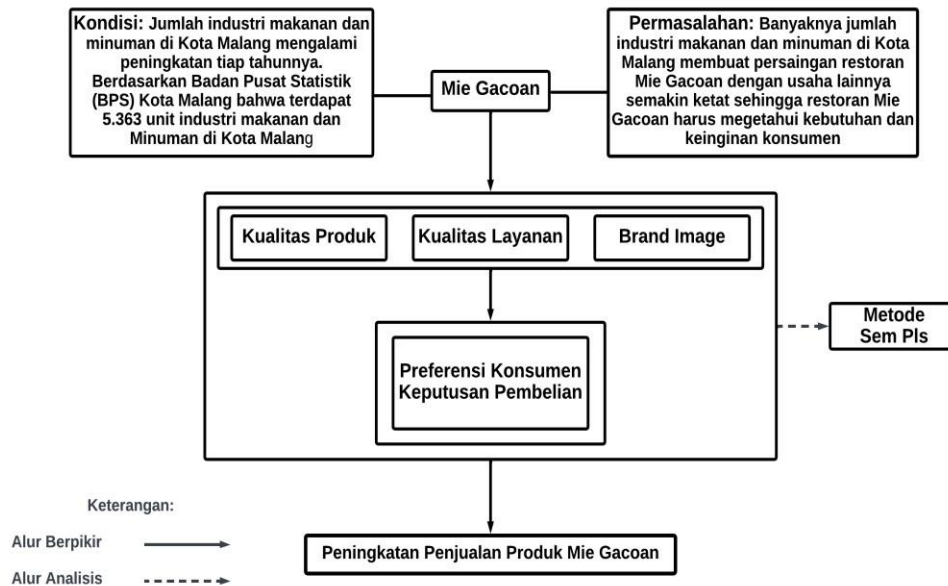 Kondisi: Jumlah industri makanan dan
minuman di Kota Malang mengalami
peningkatan tiap tahunnya.
Berdasarkan Badan Pusat Statistik
(BPS) Kota Malang bahwa terdapat
5.363 unit industri makanan dan
Minuman di Kota Malang
Mie Gacoan
Permasalahan: Banyaknya jumlah
industri makanan dan minuman di Kota
Malang membuat persaingan restoran
Mie Gacoan dengan usaha lainnya
semakin ketat sehingga restoran Mie
Gacoan harus megetahui kebutuhan dan
keinginan konsumen
Kualitas Produk
Kualitas Layanan
Brand Image
Preferensi Konsumen
Keputusan Pembelian
Metode
Sem Pls
Peningkatan Penjualan Produk Mie Gacoan
Keterangan:
Alur Berpikir
Alur Analisis